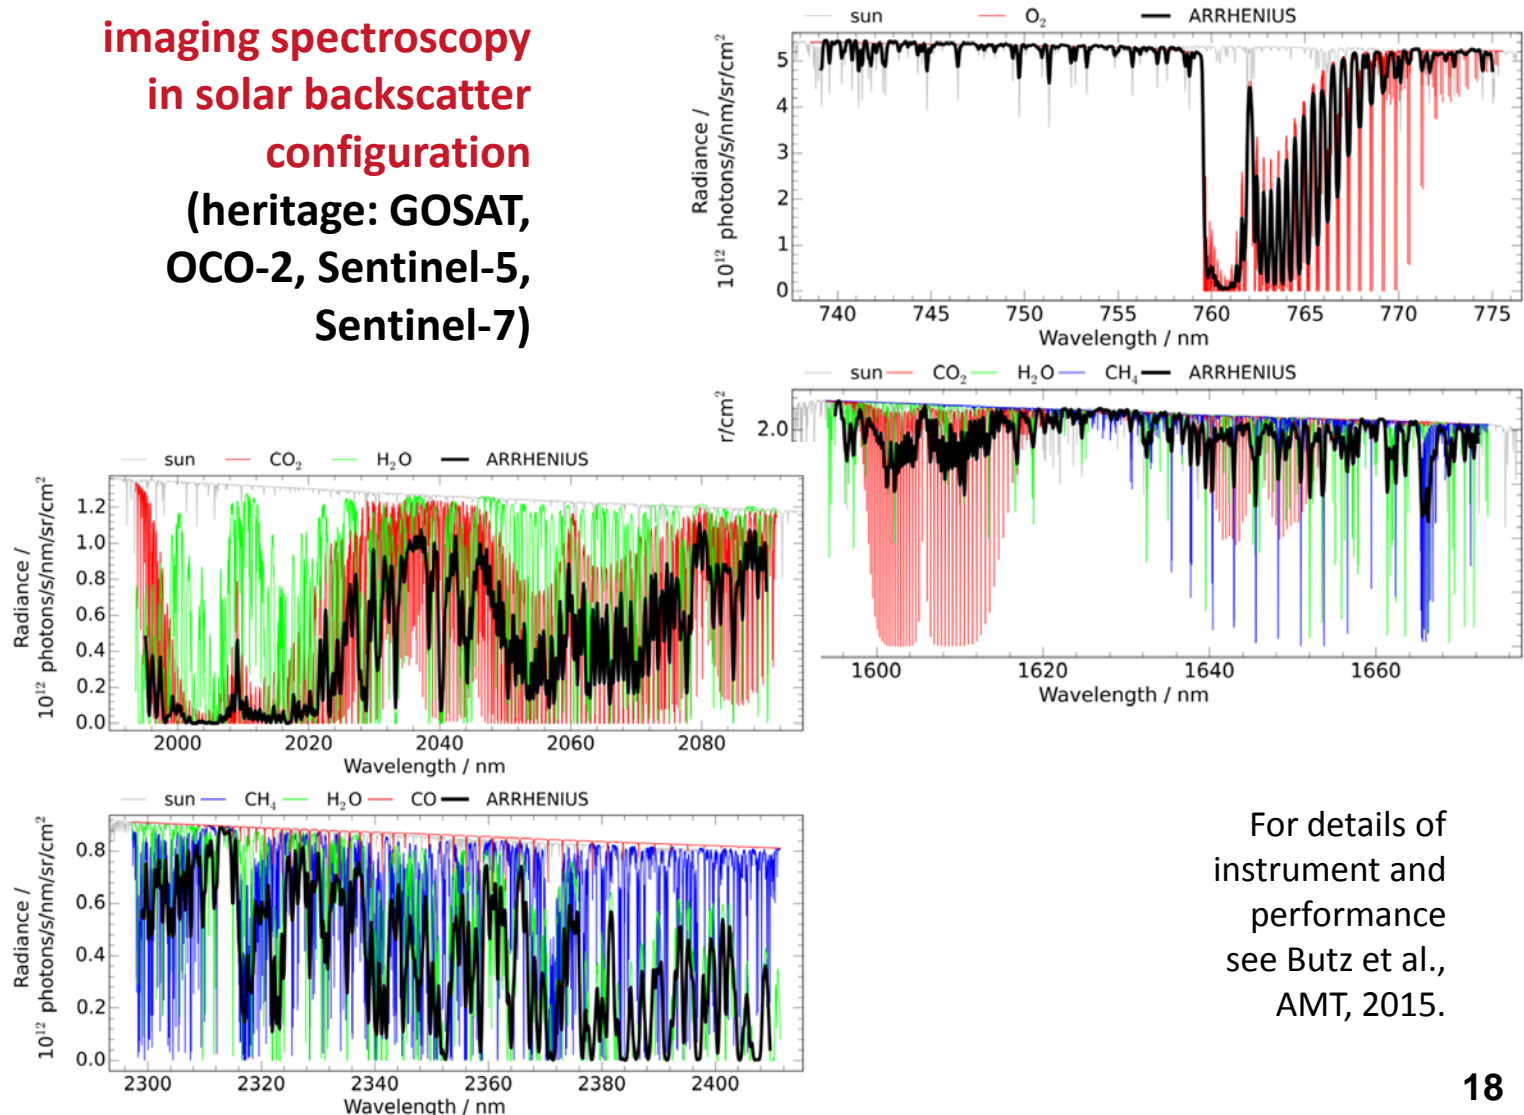 imaging spectroscopy
in solar backscatter
configuration
(heritage: GOSAT,
OCO-2, Sentinel-5,
Sentinel-7)
sun O₂ ARRHENIUS
Radiance /
10¹² photons/s/nm/sr/cm²
5
4
3
2
1
0
740 745 750 755 760 765 770 775
Wavelength / nm
sun CO₂ H₂O CH₄ ARRHENIUS
r/cm²
2.0
1600 1620 1640 1660
Wavelength / nm
sun CO₂ H₂O ARRHENIUS
Radiance /
10¹² photons/s/nm/sr/cm²
1.2
1.0
0.8
0.6
0.4
0.2
0.0
2000 2020 2040 2060 2080
Wavelength / nm
sun CH₄ H₂O CO ARRHENIUS
Radiance /
10¹² photons/s/nm/sr/cm²
0.8
0.6
0.4
0.2
0.0
2300 2320 2340 2360 2380 2400
Wavelength / nm
For details of
instrument and
performance
see Butz et al.,
AMT, 2015.
18